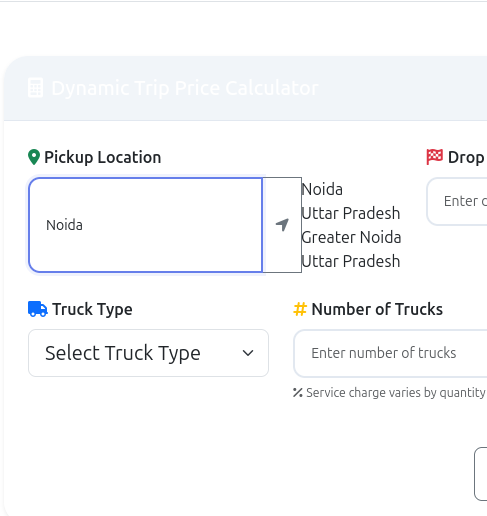 Dynamic Trip Price Calculator
Pickup Location
Noida
Noida
Uttar Pradesh
Greater Noida
Uttar Pradesh
Drop
Enter
Truck Type
Select Truck Type
# Number of Trucks
Enter number of trucks
% Service charge varies by quantity